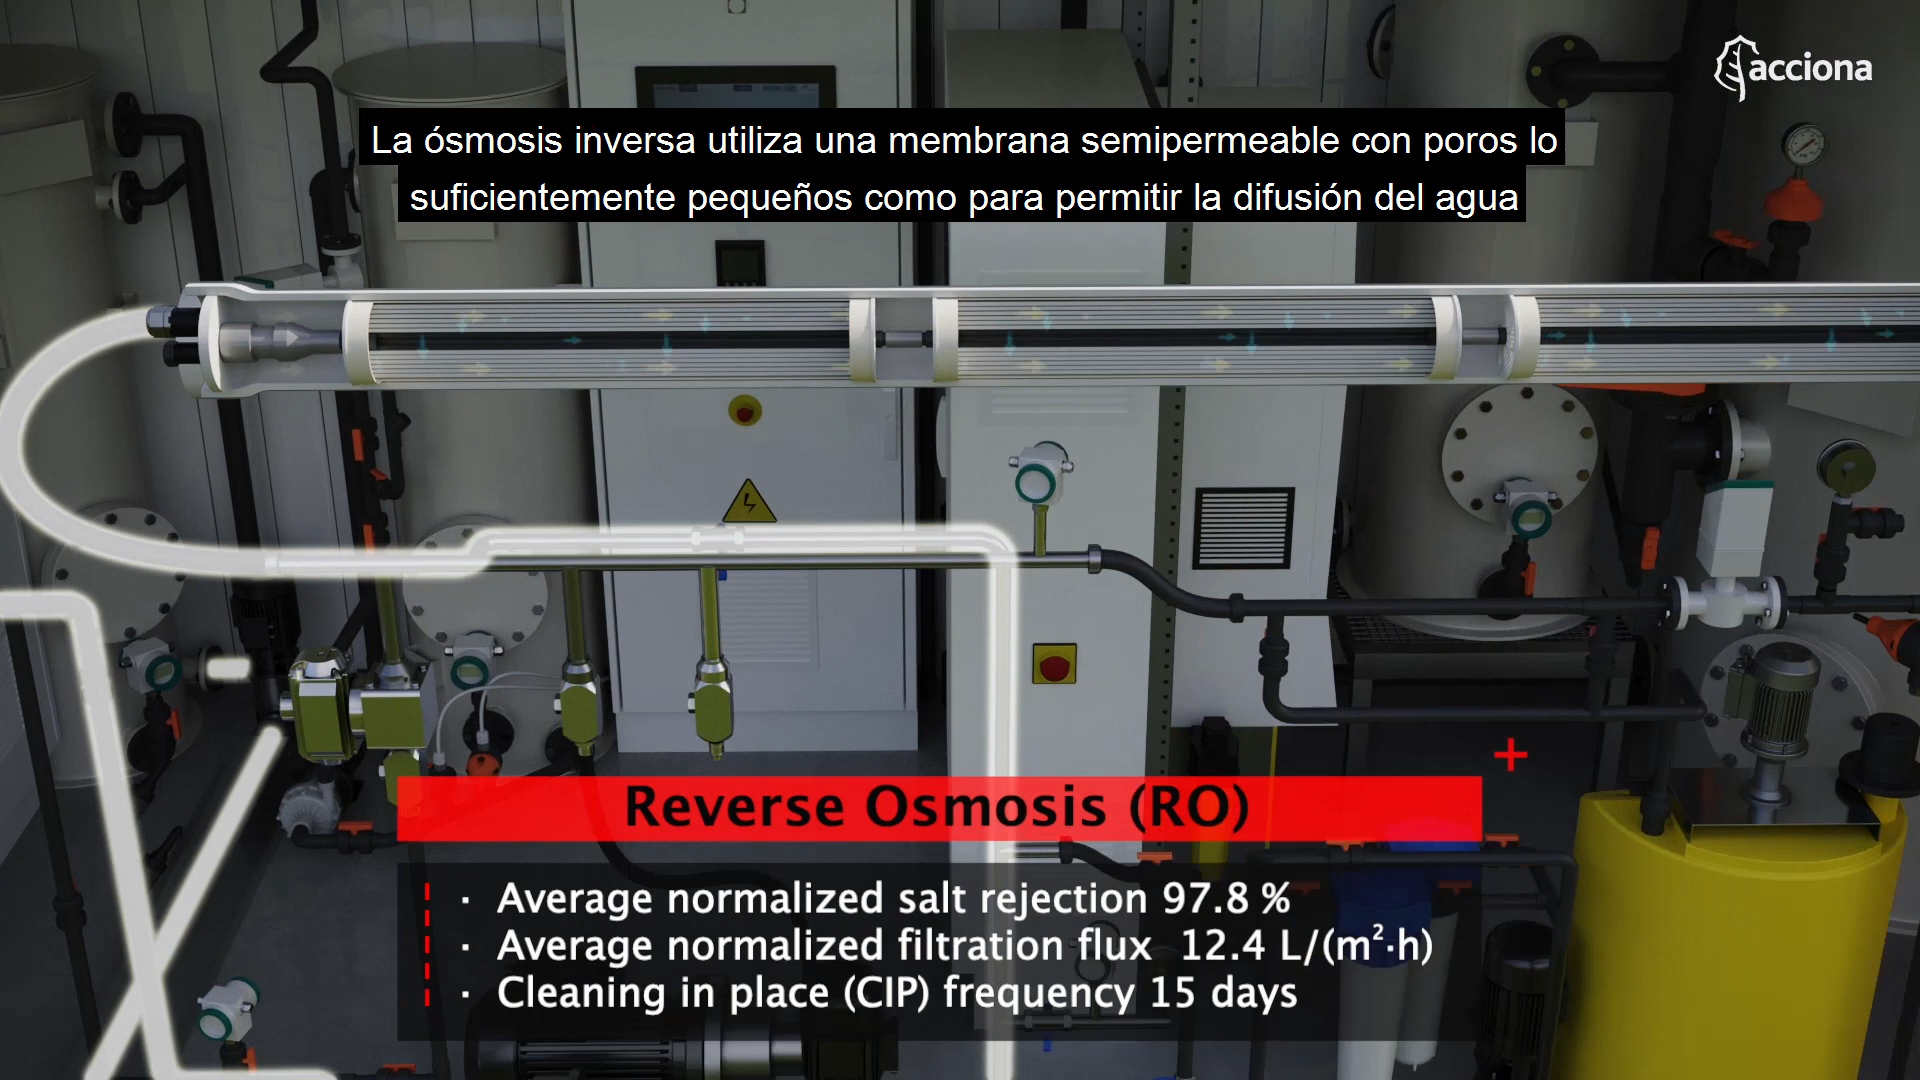 acciona
La ósmosis inversa utiliza una membrana semipermeable con poros lo
suficientemente pequeños como para permitir la difusión del agua
Reverse Osmosis (RO)
· Average normalized salt rejection 97.8 %
· Average normalized filtration flux 12.4 L/(m²·h)
· Cleaning in place (CIP) frequency 15 days